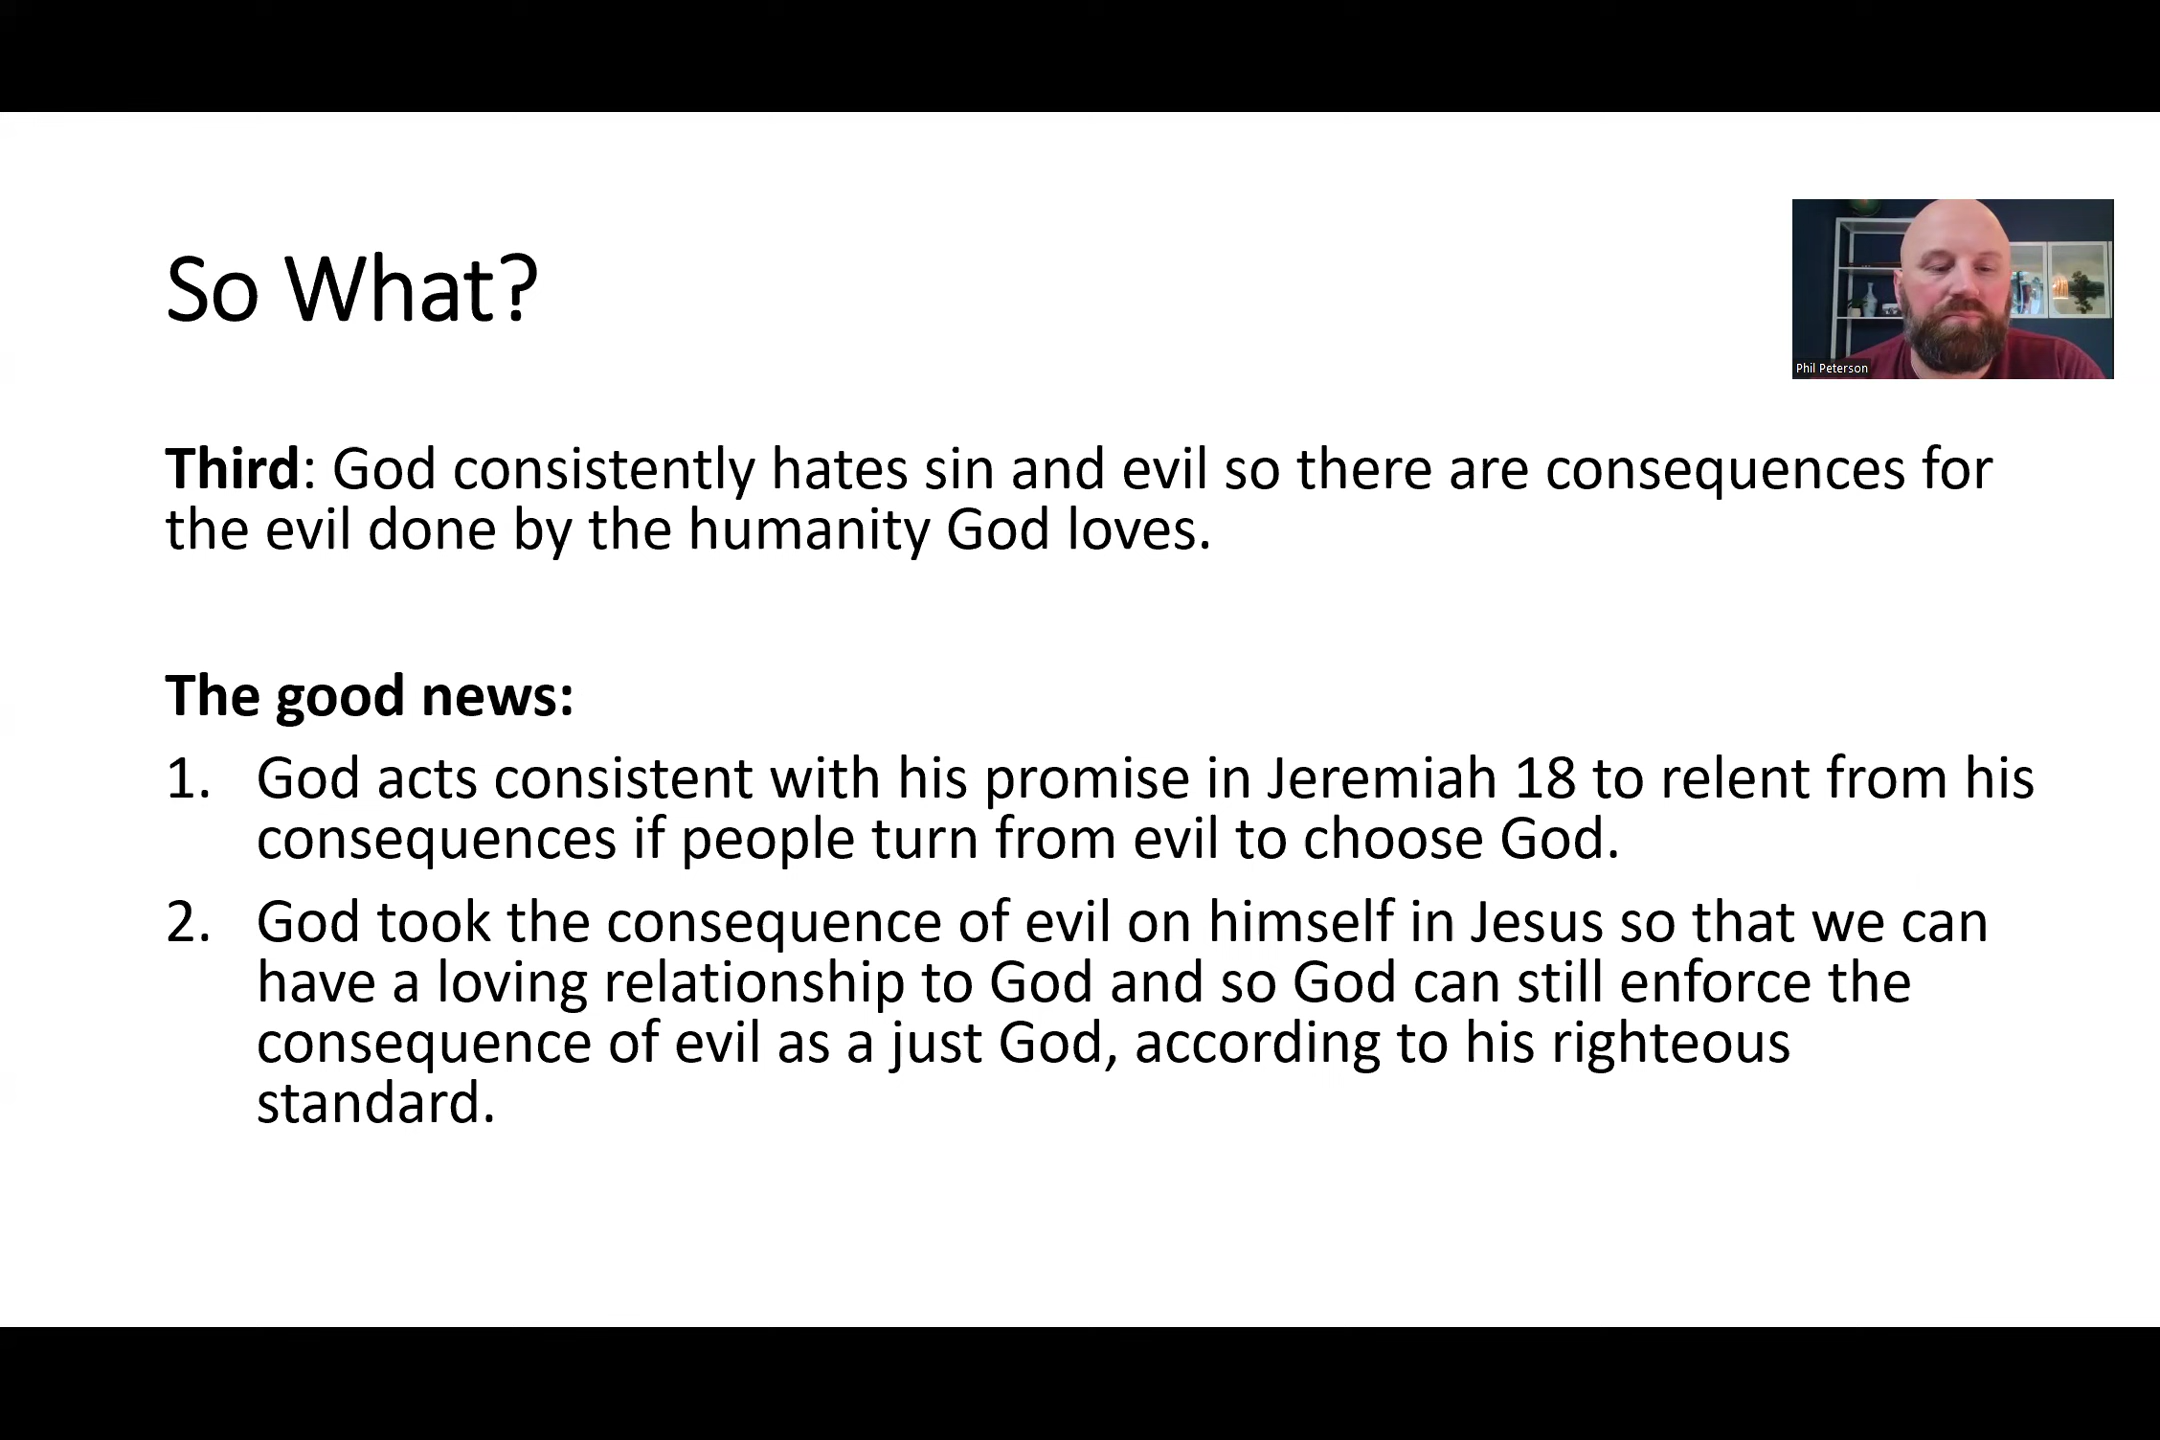 So What?
Phil Peterson
Third: God consistently hates sin and evil so there are consequences for
the evil done by the humanity God loves.
The good news:
1. God acts consistent with his promise in Jeremiah 18 to relent from his
consequences if people turn from evil to choose God.
2. God took the consequence of evil on himself in Jesus so that we can
have a loving relationship to God and so God can still enforce the
consequence of evil as a just God, according to his righteous
standard.